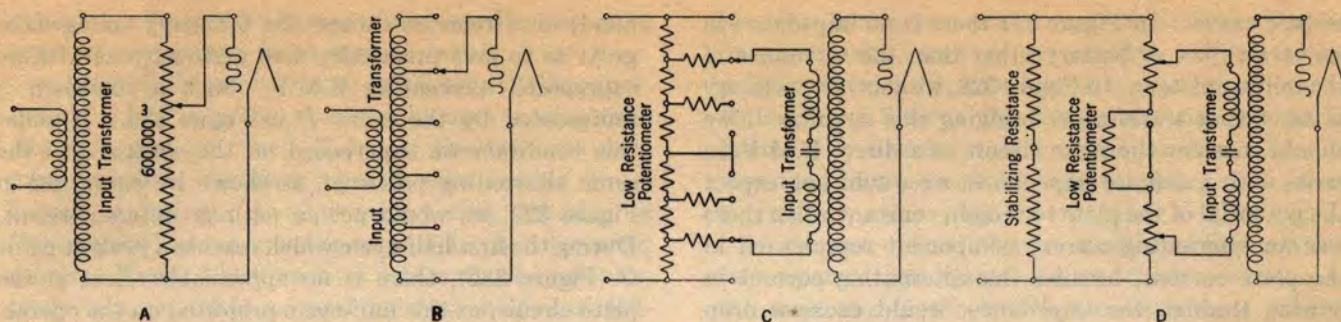 Input Transformer
600,000 ω
A
Input Transformer
B
Low Resistance
Potentiometer
Input Transformer
C
Stabilizing Resistance
Low Resistance
Potentiometer
Input Transformer
D